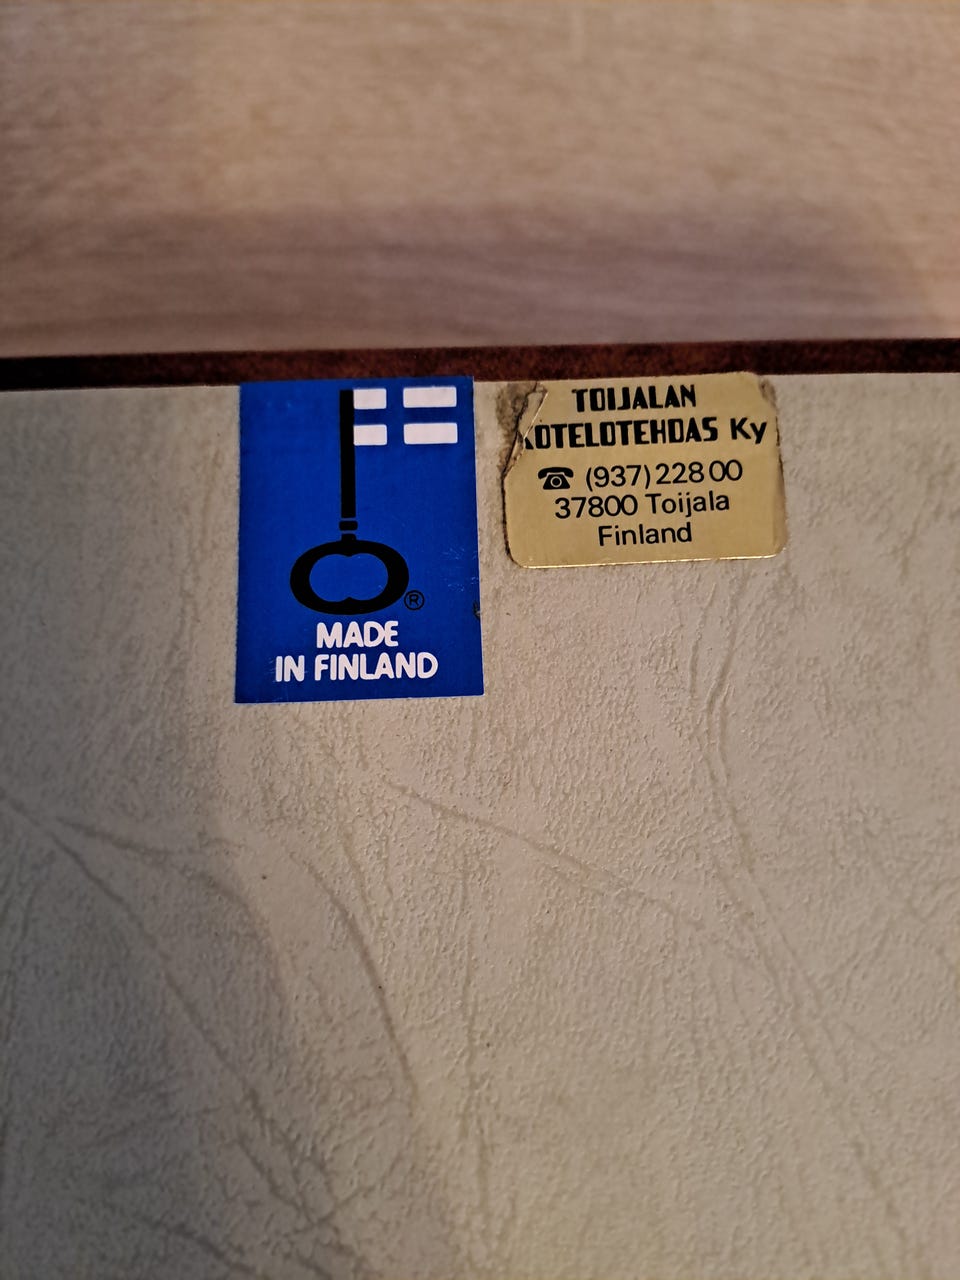 ®
MADE
IN FINLAND
TOIJALAN
KOTELOTEHDAS Ky
☎ (937) 228 00
37800 Toijala
Finland